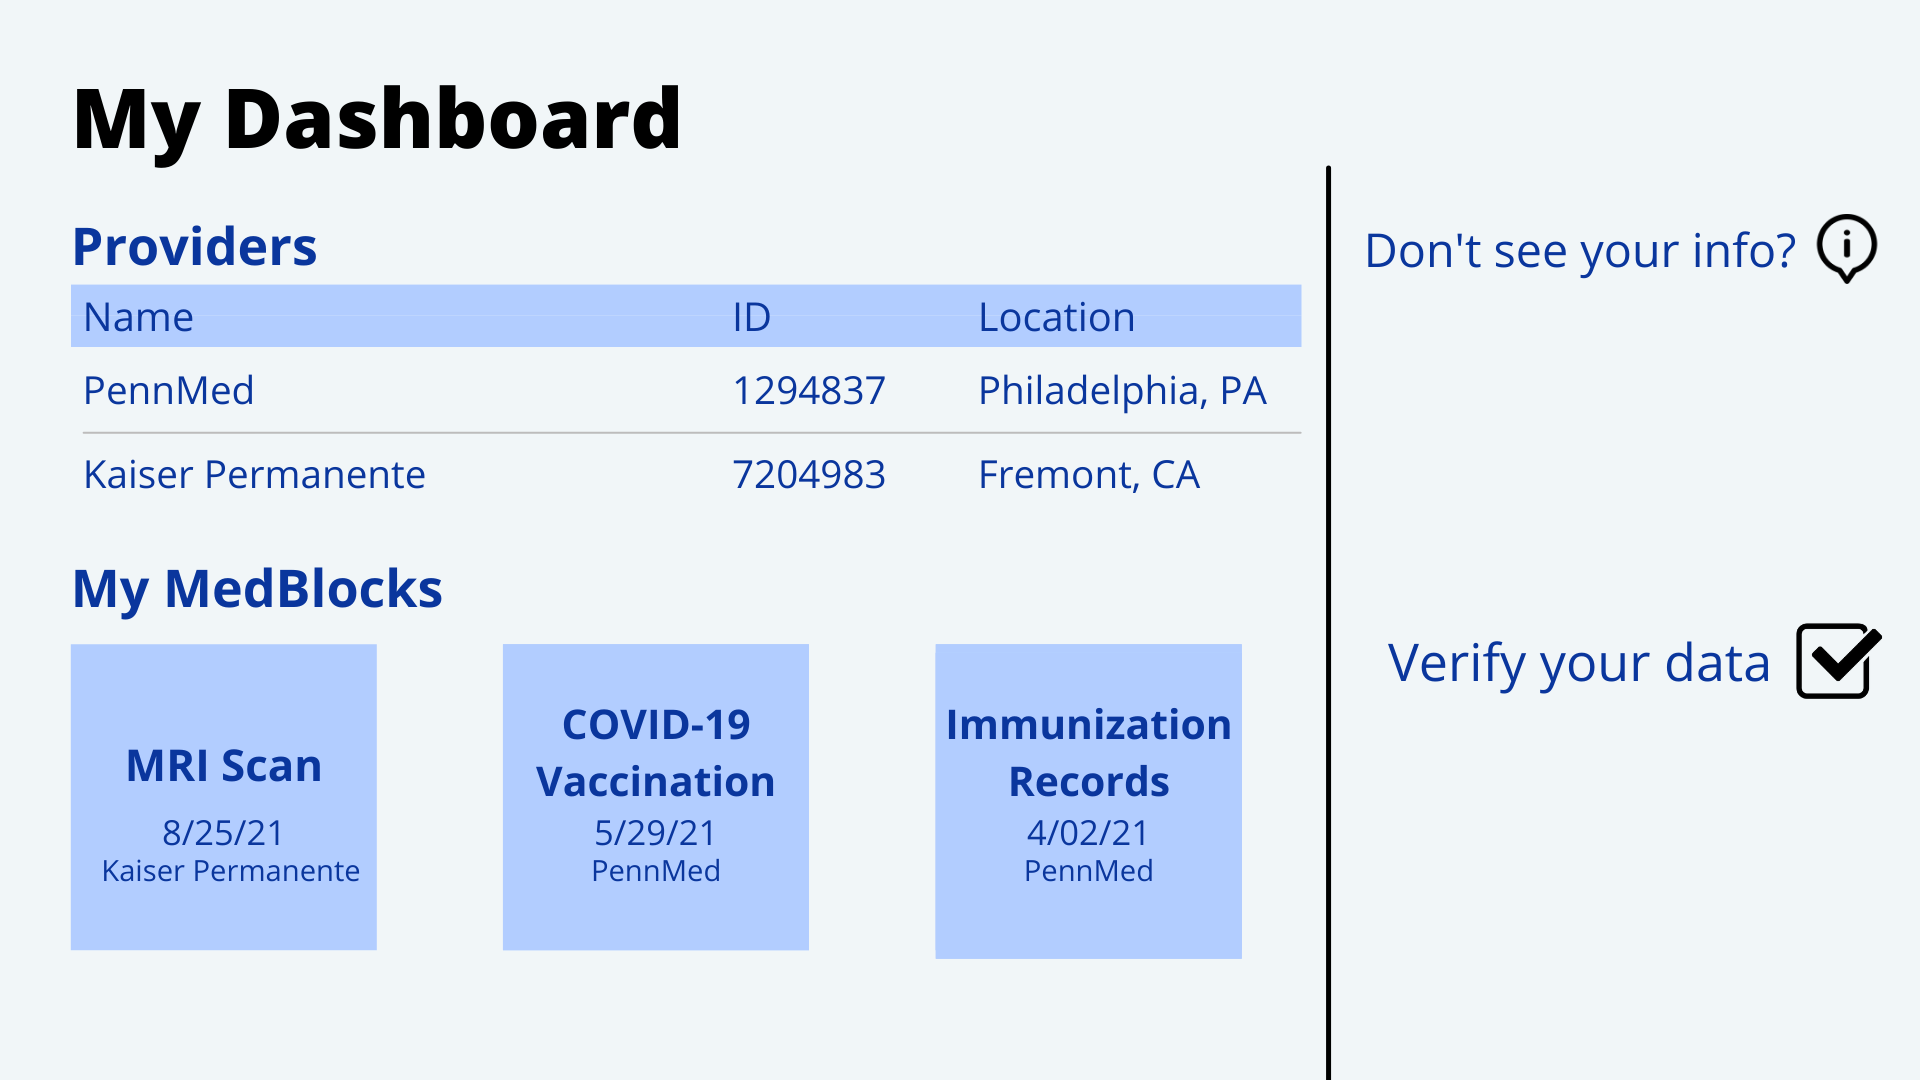 My Dashboard
Providers
Name ID Location
PennMed 1294837 Philadelphia, PA
Kaiser Permanente 7204983 Fremont, CA
My MedBlocks
MRI Scan
8/25/21
Kaiser Permanente
COVID-19
Vaccination
5/29/21
PennMed
Immunization
Records
4/02/21
PennMed
Don't see your info?
Verify your data